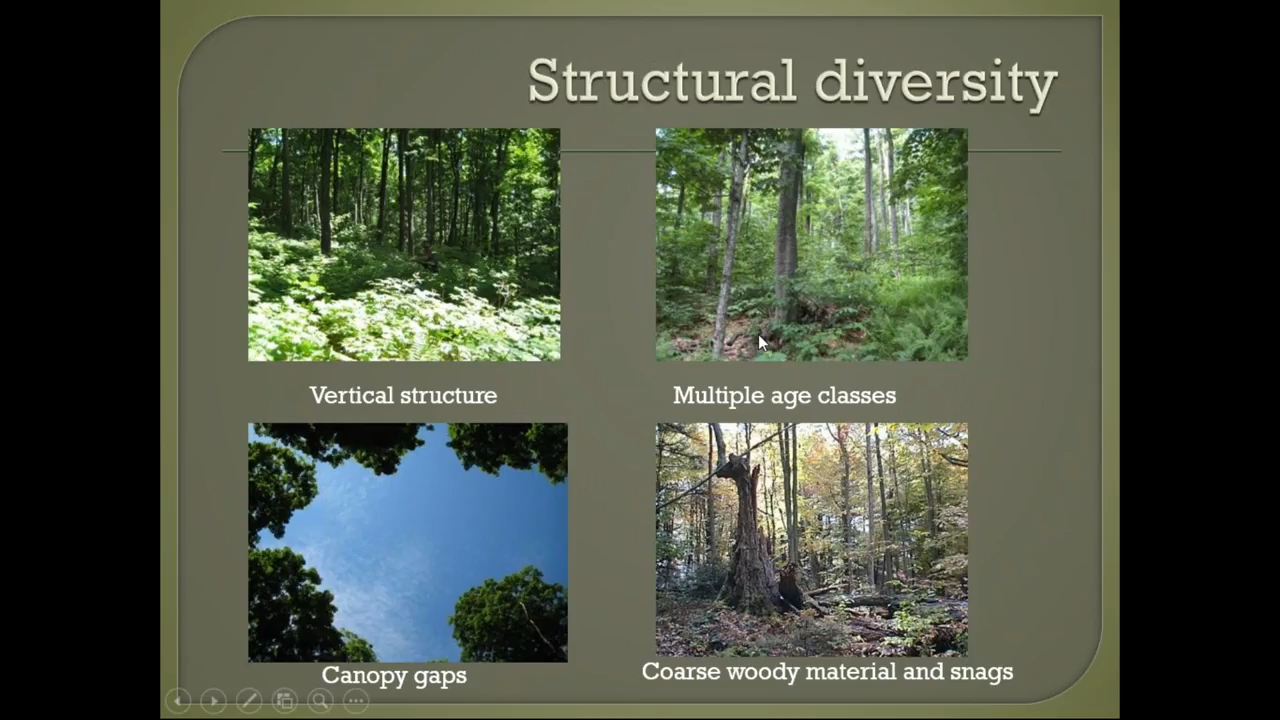 Structural diversity
Vertical structure
Multiple age classes
Canopy gaps
Coarse woody material and snags